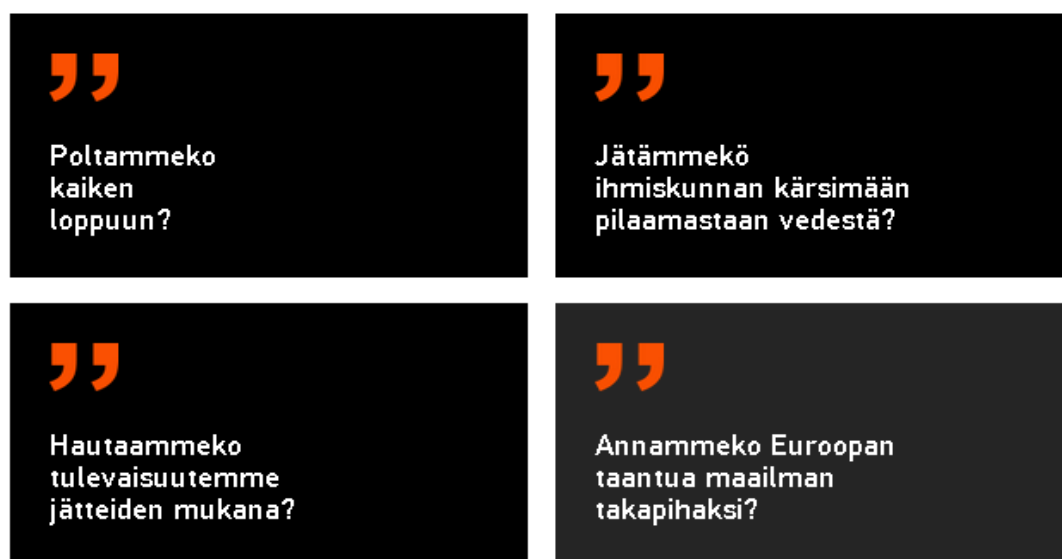 ”
Poltammeko
kaiken
loppuun?
”
Jätämmekö
ihmiskunnan kärsimään
pilaamastaan vedestä?
”
Hautaammeko
tulevaisuutemme
jätteiden mukana?
”
Annammeko Euroopan
taantua maailman
takapihaksi?